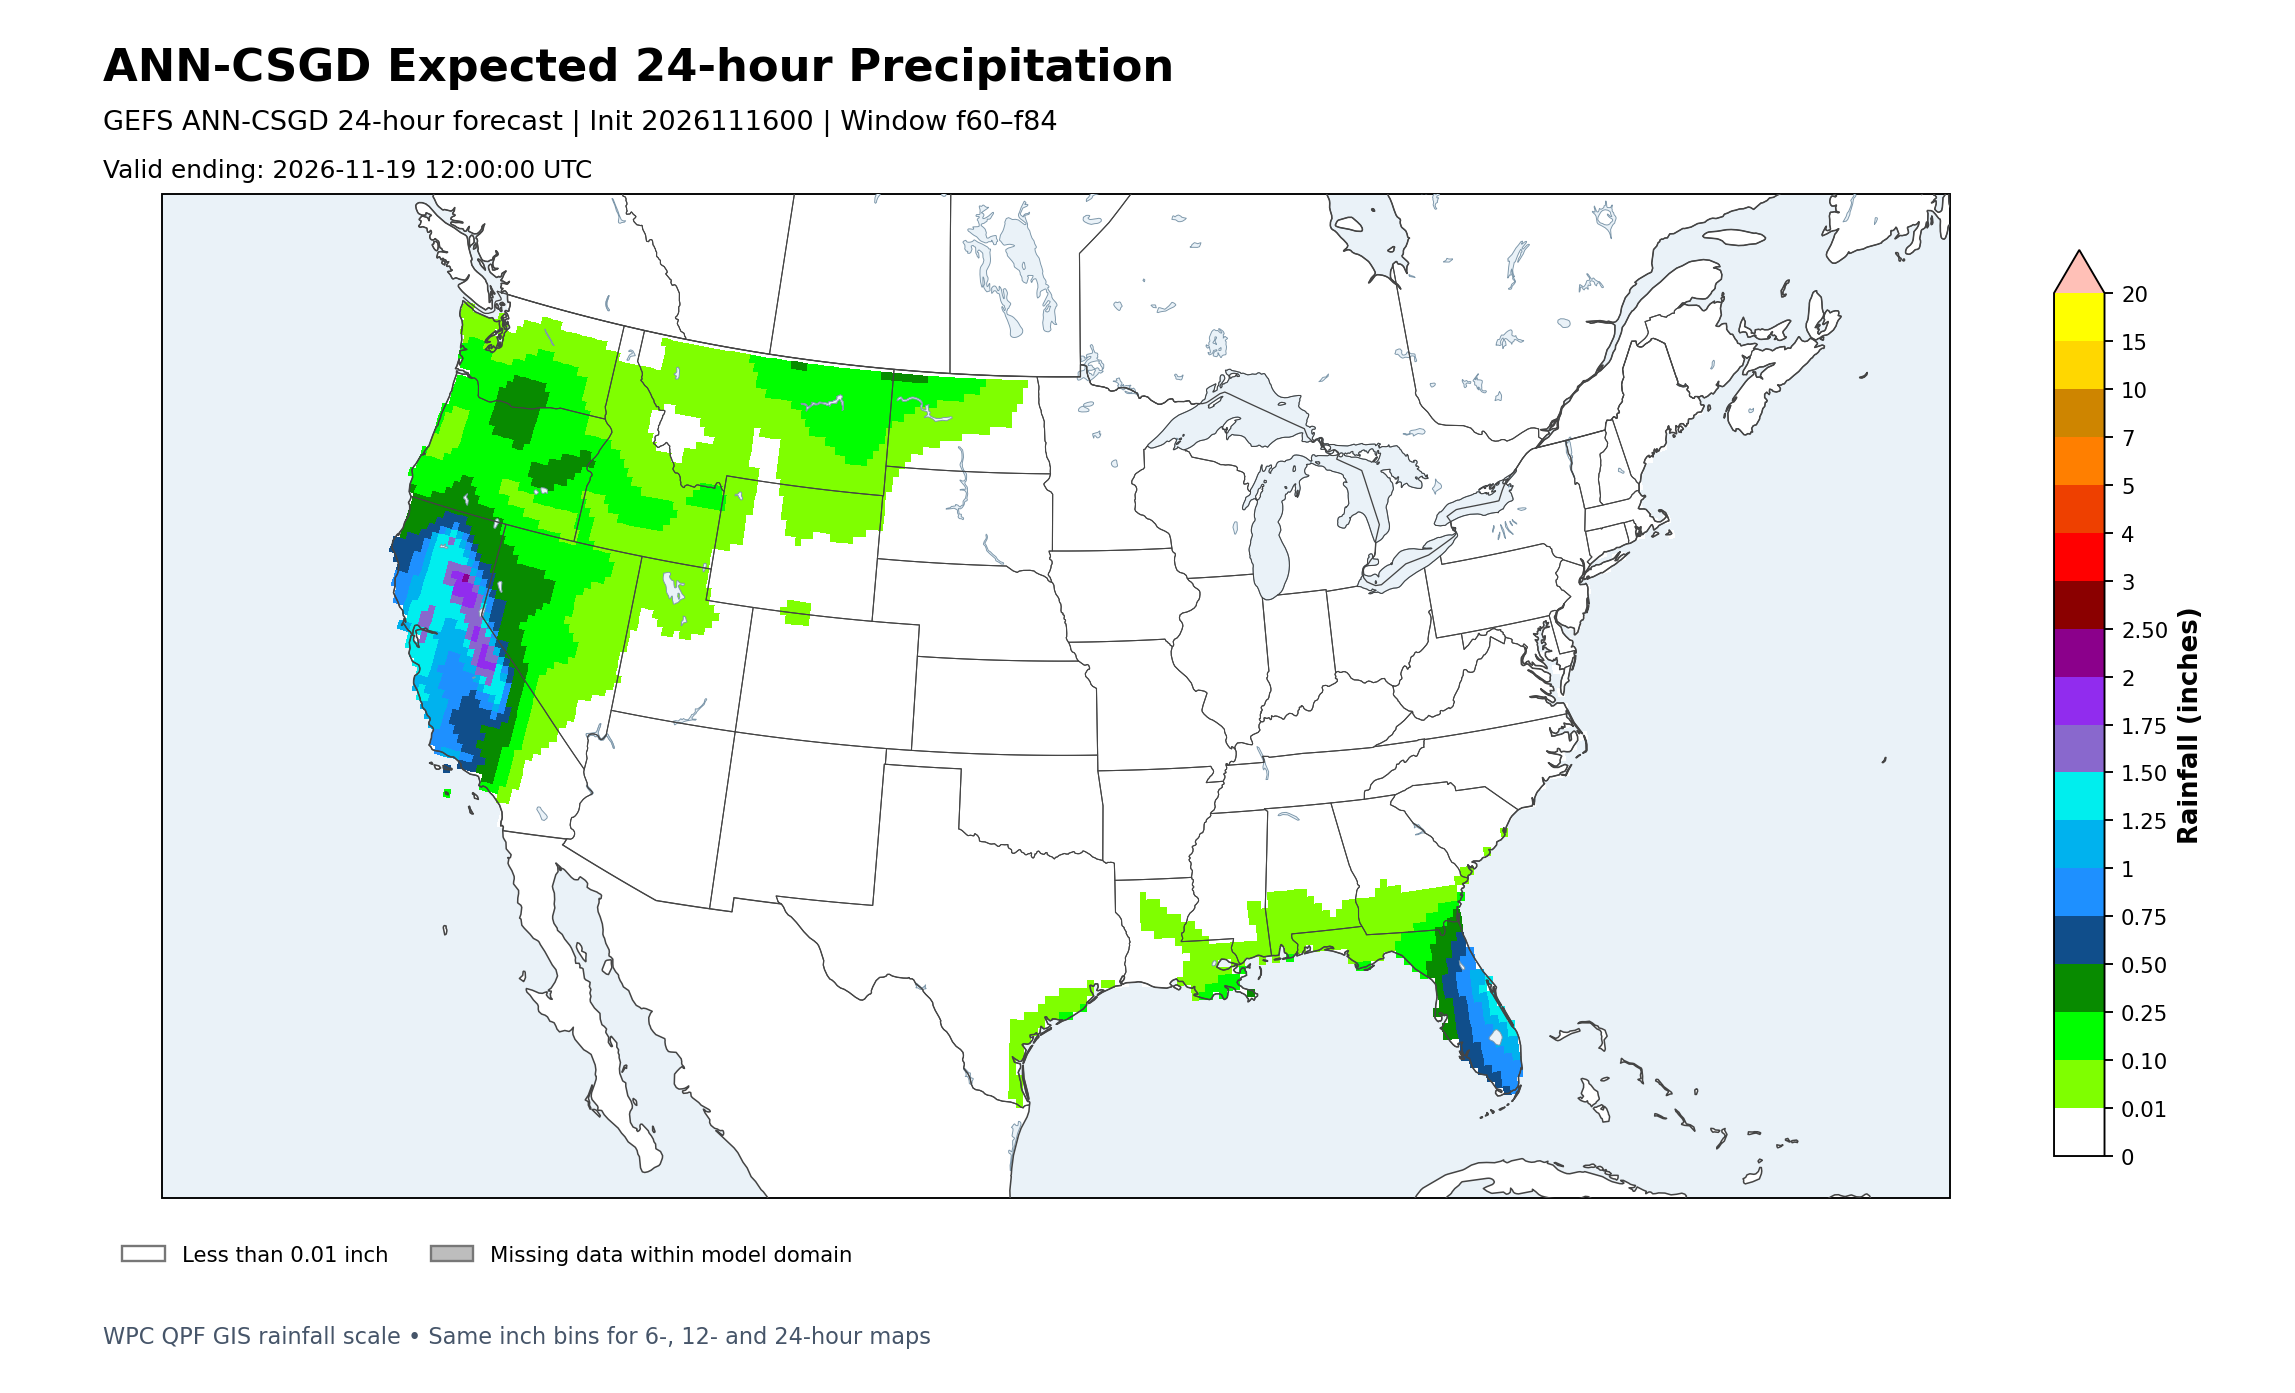 ANN-CSGD Expected 24-hour Precipitation
GEFS ANN-CSGD 24-hour forecast | Init 2026111600 | Window f60–f84
Valid ending: 2026-11-19 12:00:00 UTC
20
15
10
7
5
4
3
2.50
2
1.75
1.50
1.25
1
0.75
0.50
0.25
0.10
0.01
0
Rainfall (inches)
Less than 0.01 inch
Missing data within model domain
WPC QPF GIS rainfall scale • Same inch bins for 6-, 12- and 24-hour maps